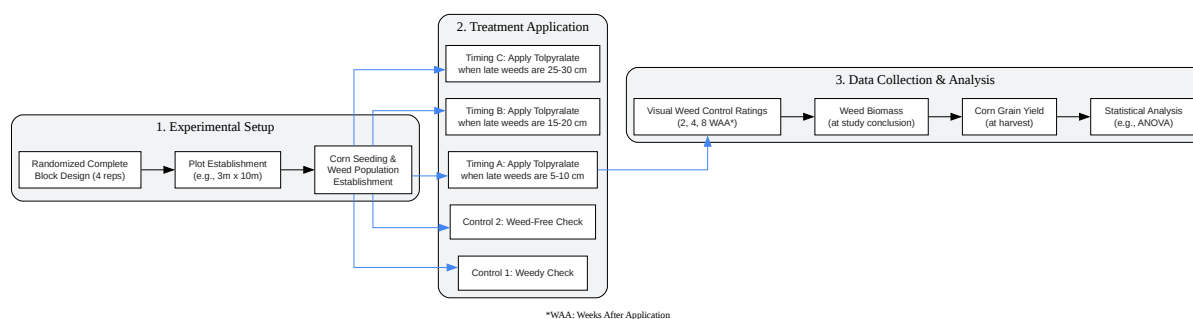 1. Experimental Setup
Randomized Complete
Block Design (4 reps)
Plot Establishment
(e.g., 3m x 10m)
Corn Seeding &
Weed Population
Establishment
2. Treatment Application
Timing C: Apply Tolpyralate
when late weeds are 25-30 cm
Timing B: Apply Tolpyralate
when late weeds are 15-20 cm
Timing A: Apply Tolpyralate
when late weeds are 5-10 cm
Control 2: Weed-Free Check
Control 1: Weedy Check
3. Data Collection & Analysis
Visual Weed Control Ratings
(2, 4, 8 WAA*)
Weed Biomass
(at study conclusion)
Corn Grain Yield
(at harvest)
Statistical Analysis
(e.g., ANOVA)
*WAA: Weeks After Application